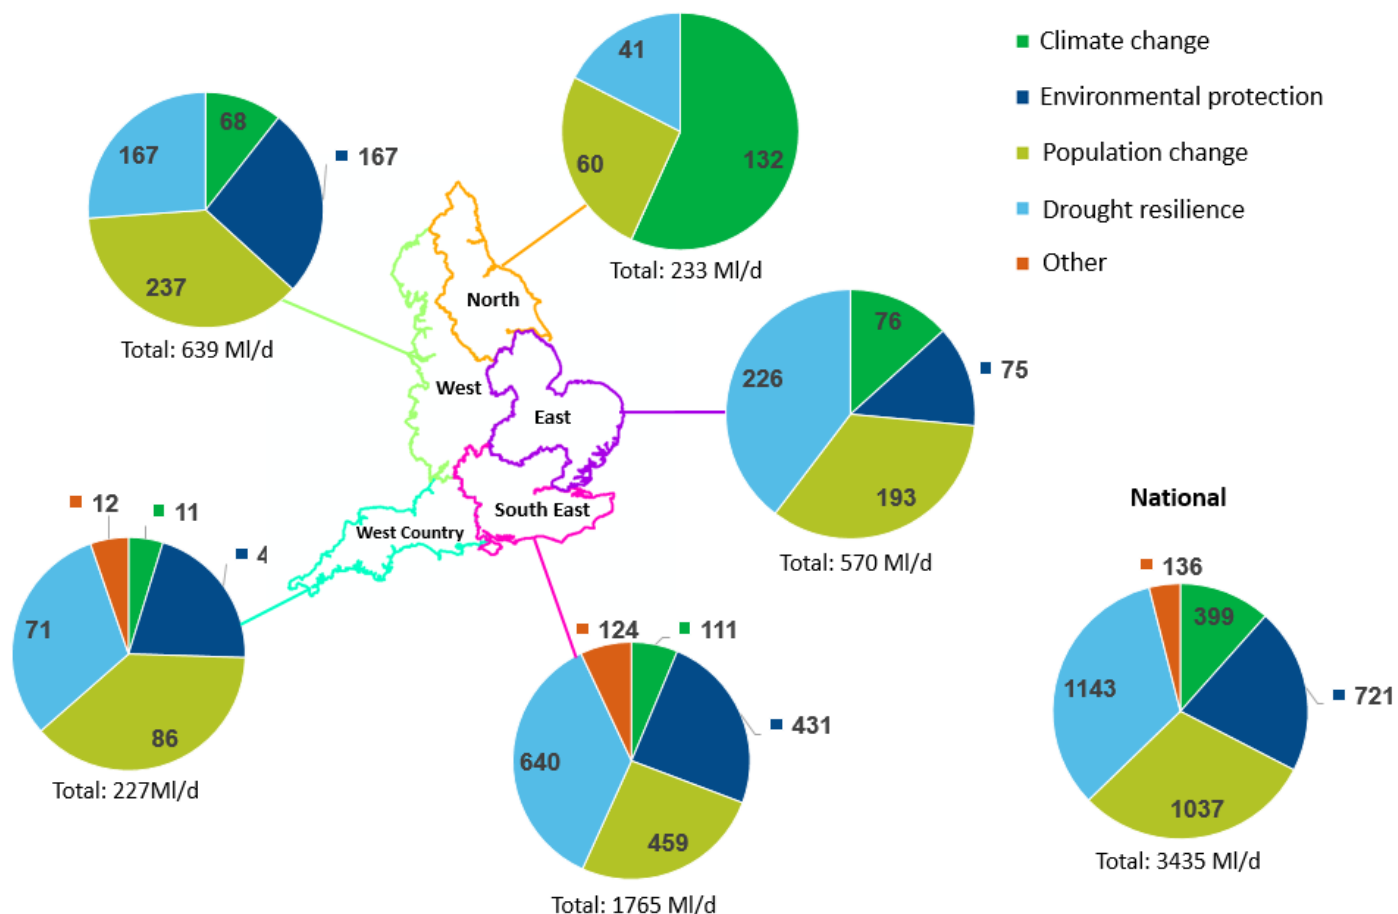 41
132
60
Total: 233 Ml/d
Climate change
Environmental protection
Population change
Drought resilience
Other
68
167
167
237
Total: 639 Ml/d
North
West
East
South East
West Country
76
75
226
193
Total: 570 Ml/d
12
11
4
71
86
Total: 227Ml/d
124
111
431
640
459
Total: 1765 Ml/d
National
136
399
721
1143
1037
Total: 3435 Ml/d